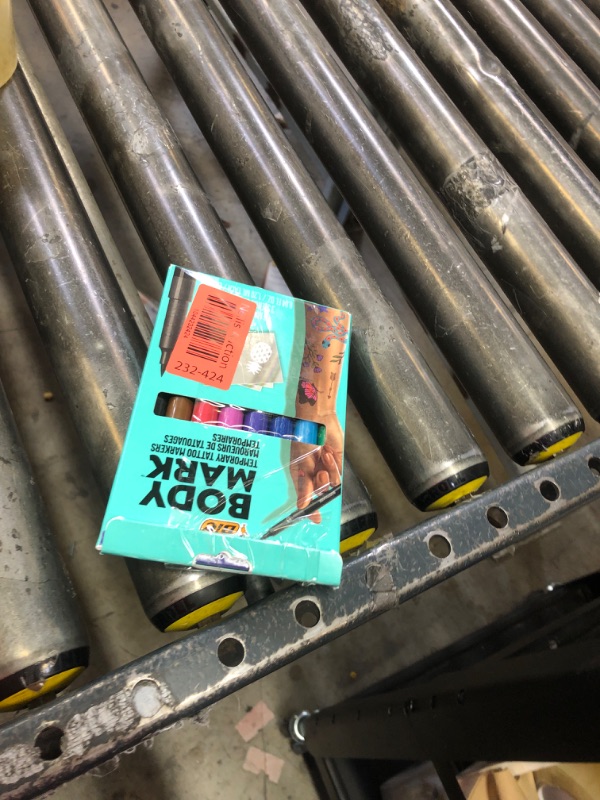 BIC
BODY
MARK
TEMPORARY TATTOO MARKERS
MARQUEURS DE TATOUAGES
TEMPORAIRES
232-424